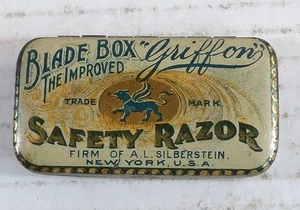 BLADE BOX "Griffon"
THE IMPROVED
TRADE MARK
SAFETY RAZOR
FIRM OF A.L. SILBERSTEIN.
NEW YORK, U.S.A.